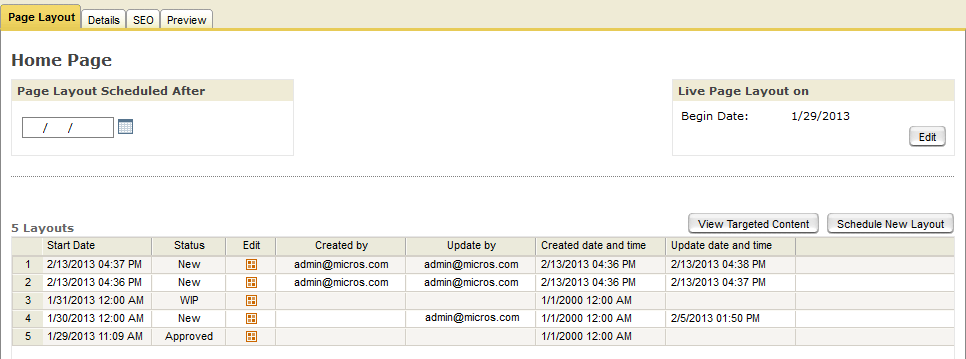 Page Layout Details SEO Preview
Home Page
Page Layout Scheduled After
/ /
Live Page Layout on
Begin Date: 1/29/2013
Edit
5 Layouts
View Targeted Content Schedule New Layout
Start Date Status Edit Created by Update by Created date and time Update date and time
1 2/13/2013 04:37 PM New admin@micros.com admin@micros.com 2/13/2013 04:36 PM 2/13/2013 04:38 PM
2 2/13/2013 04:36 PM New admin@micros.com admin@micros.com 2/13/2013 04:36 PM 2/13/2013 04:37 PM
3 1/31/2013 12:00 AM WIP 1/1/2000 12:00 AM
4 1/30/2013 12:00 AM New admin@micros.com 1/1/2000 12:00 AM 2/5/2013 01:50 PM
5 1/29/2013 11:09 AM Approved 1/1/2000 12:00 AM